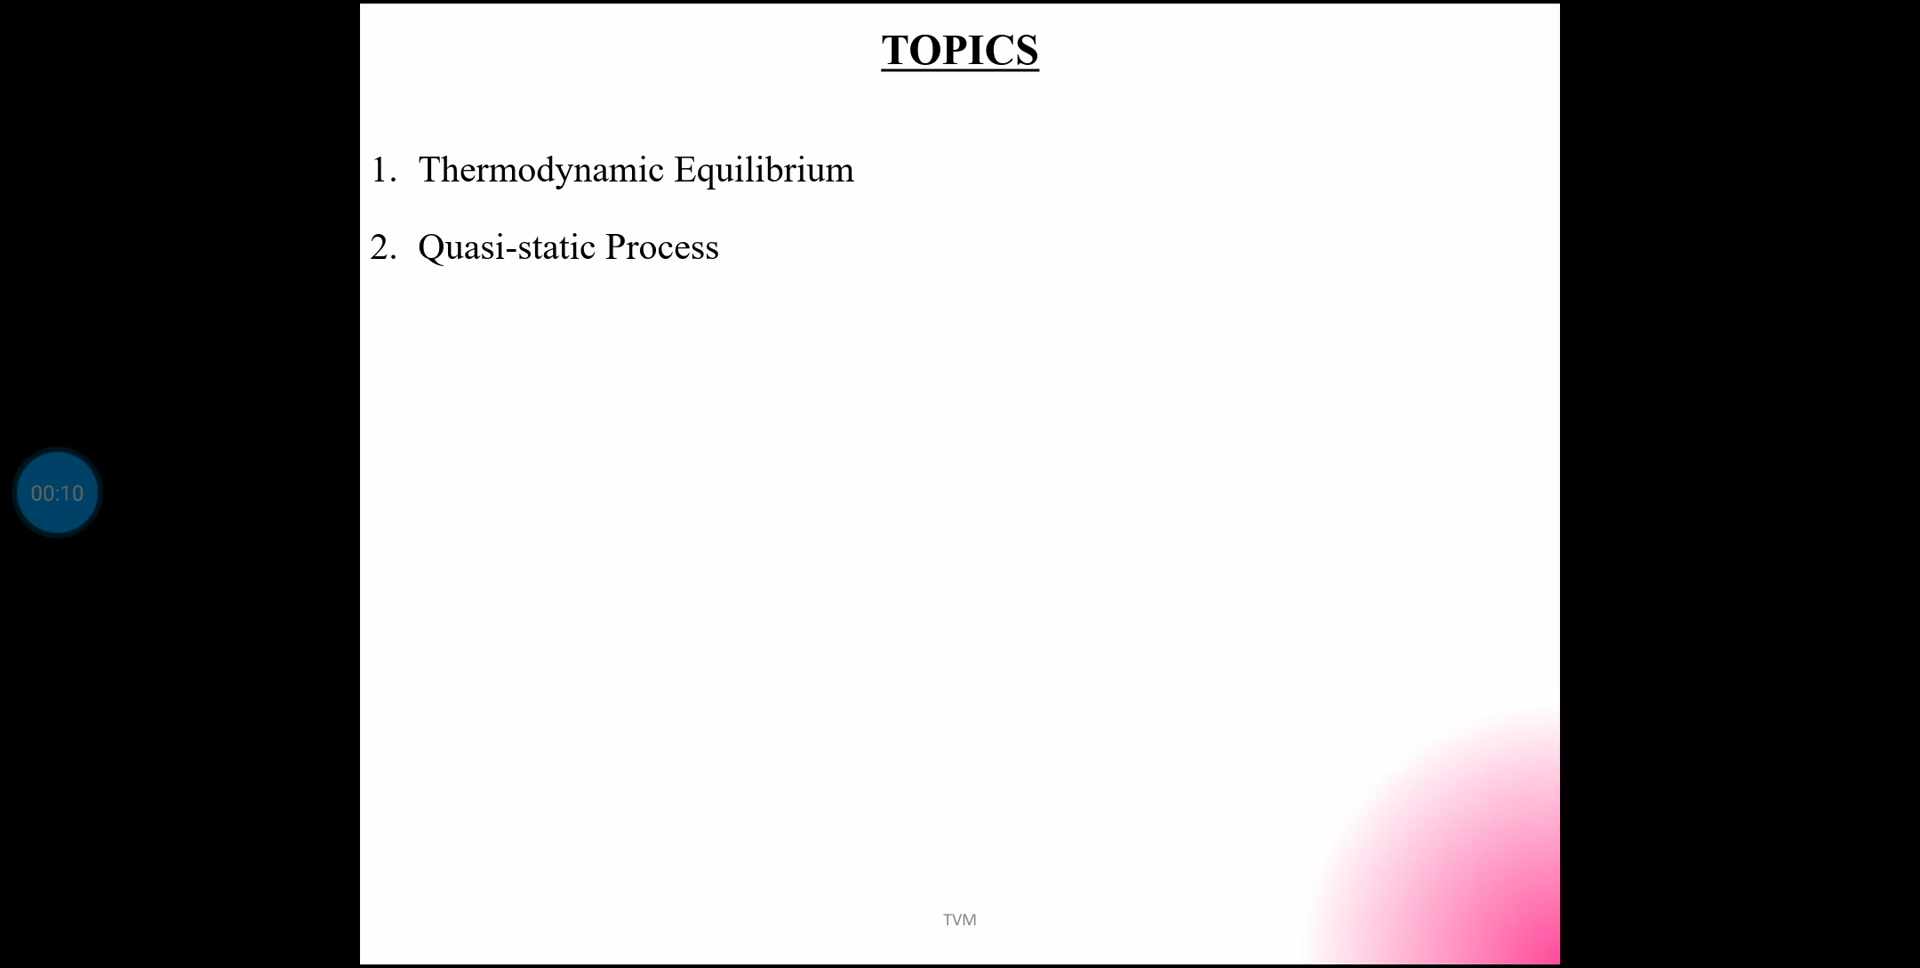 TOPICS
1. Thermodynamic Equilibrium
2. Quasi-static Process
00:10
TVM